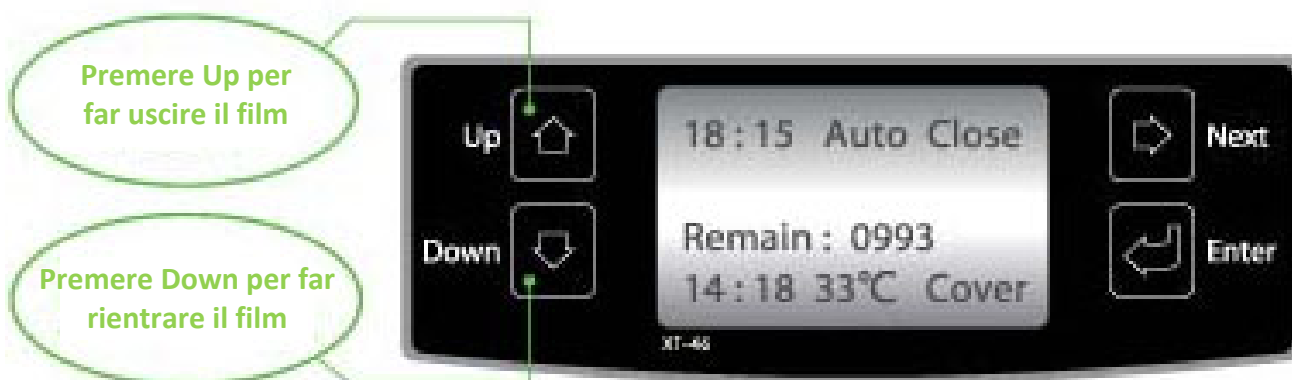 Premere Up per
far uscire il film
Up
18:15 Auto Close
Next
Remain: 0993
Down
Enter
14:18 33℃ Cover
Premere Down per far
rientrare il film
XT-46